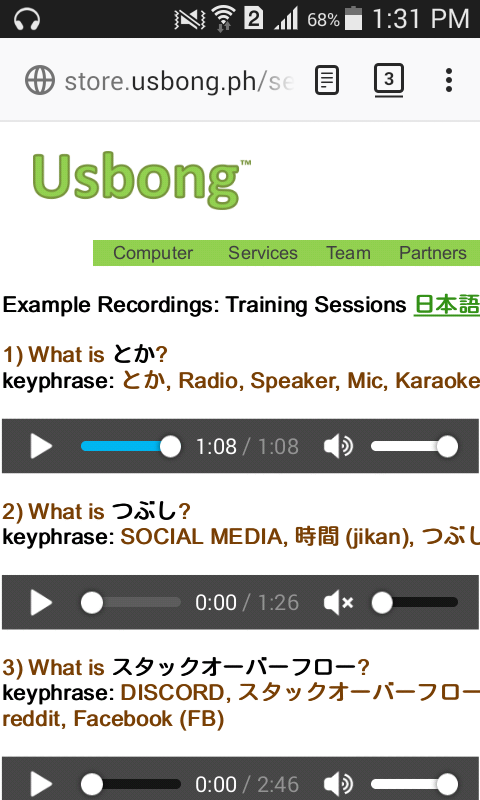 2 68% 1:31 PM
store.usbong.ph/se
3
Usbong™
Computer Services Team Partners
Example Recordings: Training Sessions 日本語
1) What is とか?
keyphrase: とか, Radio, Speaker, Mic, Karaoke
1:08 / 1:08
2) What is つぶし?
keyphrase: SOCIAL MEDIA, 時間 (jikan), つぶし
0:00 / 1:26
3) What is スタックオーバーフロー?
keyphrase: DISCORD, スタックオーバーフロー
reddit, Facebook (FB)
0:00 / 2:46